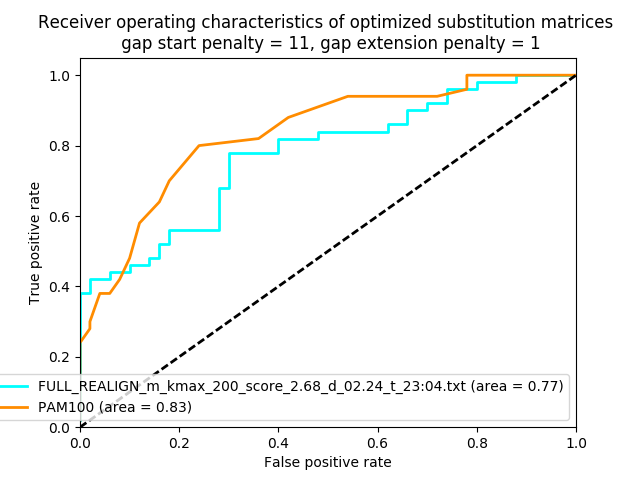 Receiver operating characteristics of optimized substitution matrices
gap start penalty = 11, gap extension penalty = 1
True positive rate
1.0
0.8
0.6
0.4
0.2
0.0
FULL_REALIGN_m_kmax_200_score_2.68_d_02.24_t_23:04.txt (area = 0.77)
PAM100 (area = 0.83)
0.0 0.2 0.4 0.6 0.8 1.0
False positive rate